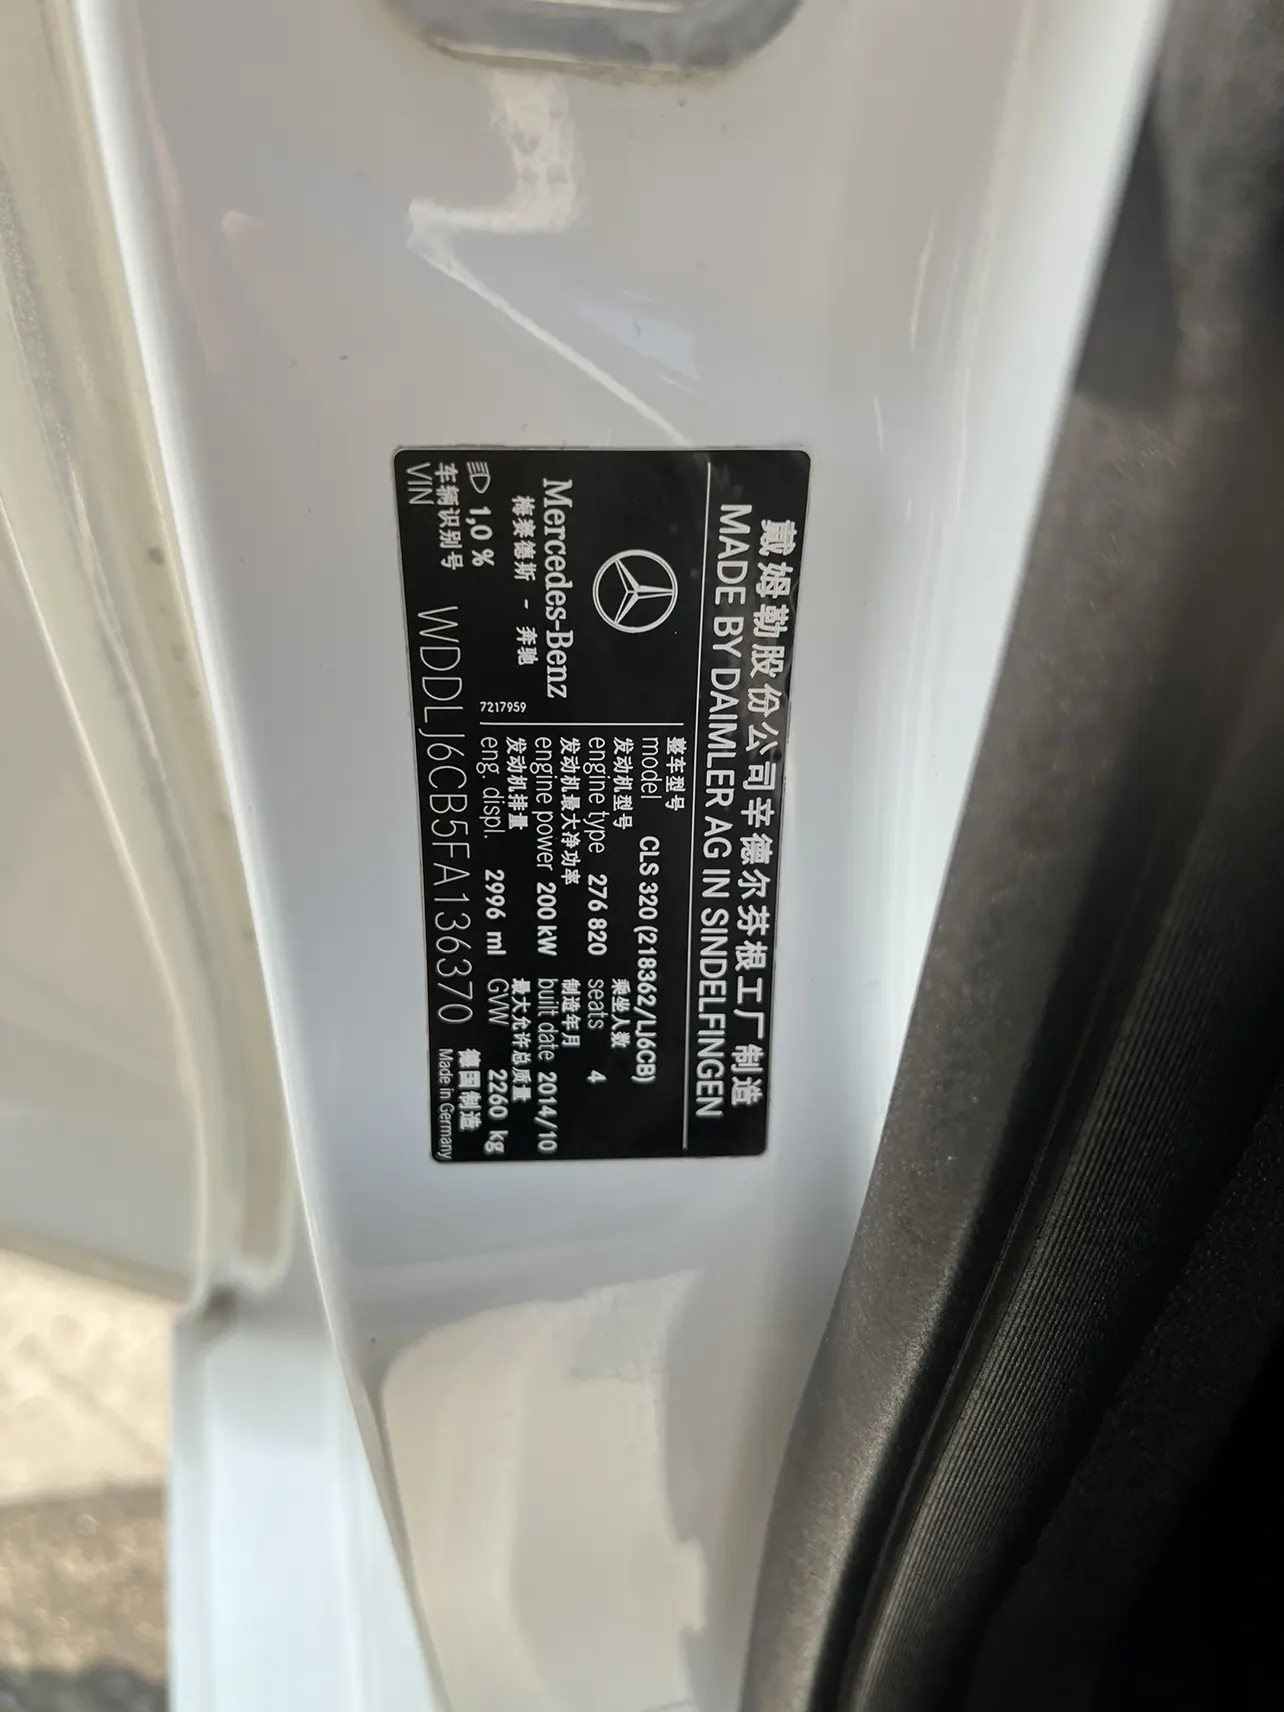 戴姆勒股份公司辛德尔芬根工厂制造
MADE BY DAIMLER AG IN SINDELFINGEN
Mercedes-Benz
梅赛德斯 - 奔驰
1,0 %
7217959
整车型号
model CLS 320 (218362/LJ6CB)
发动机型号 乘坐人数
engine type 276 820 seats 4
发动机最大净功率 制造年月
engine power 200 kW built date 2014/10
发动机排量 最大允许总质量
eng. displ. 2996 ml GVW 2260 kg
车辆识别号 德国制造
VIN WDDLJ6CB5FA136370 Made in Germany